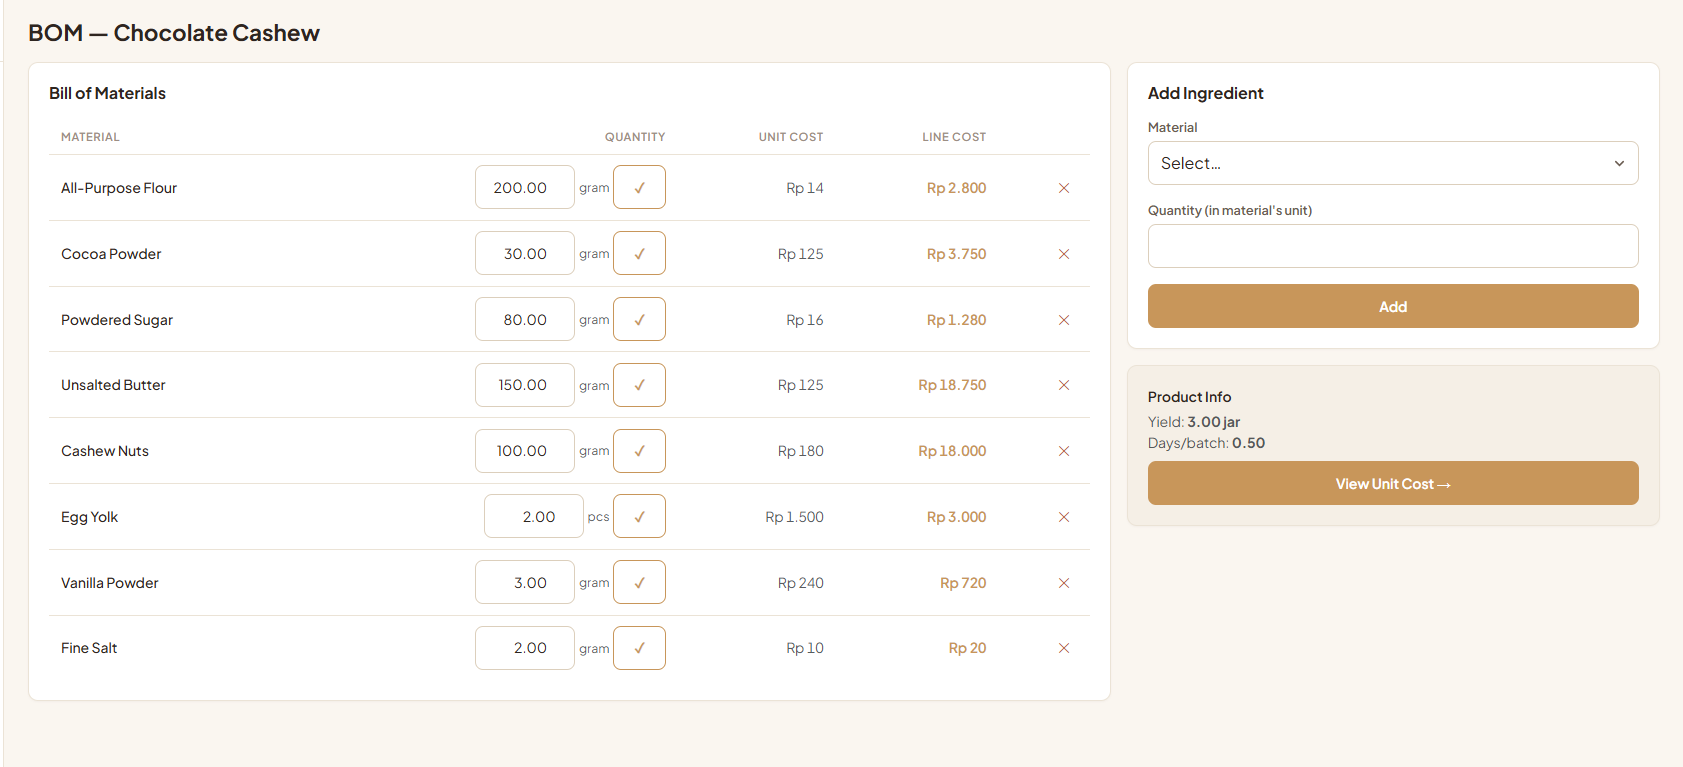 BOM — Chocolate Cashew
Bill of Materials
MATERIAL QUANTITY UNIT COST LINE COST
All-Purpose Flour 200.00 gram ✓ Rp 14 Rp 2.800 ×
Cocoa Powder 30.00 gram ✓ Rp 125 Rp 3.750 ×
Powdered Sugar 80.00 gram ✓ Rp 16 Rp 1.280 ×
Unsalted Butter 150.00 gram ✓ Rp 125 Rp 18.750 ×
Cashew Nuts 100.00 gram ✓ Rp 180 Rp 18.000 ×
Egg Yolk 2.00 pcs ✓ Rp 1.500 Rp 3.000 ×
Vanilla Powder 3.00 gram ✓ Rp 240 Rp 720 ×
Fine Salt 2.00 gram ✓ Rp 10 Rp 20 ×
Add Ingredient
Material
Select...
Quantity (in material's unit)
Add
Product Info
Yield: 3.00 jar
Days/batch: 0.50
View Unit Cost →